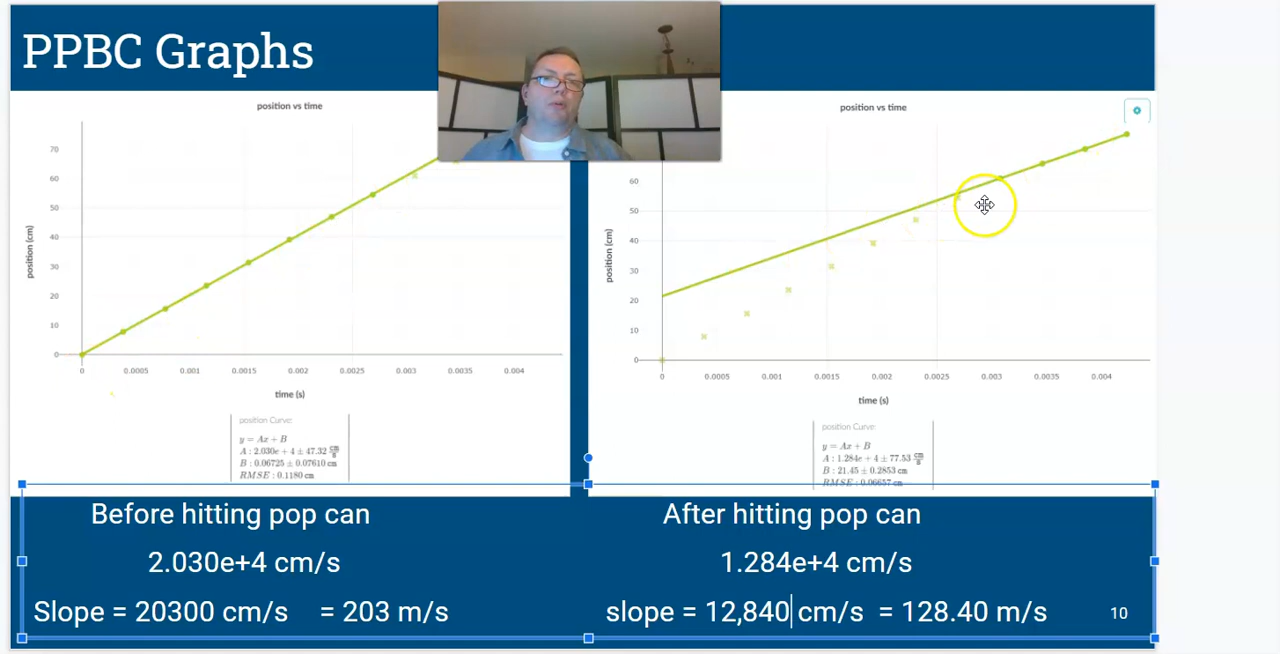 PPBC Graphs
position vs time
70
60
50
40
30
20
10
0
position (cm)
0 0.0005 0.001 0.0015 0.002 0.0025 0.003 0.0035 0.004
time (s)
position Curve:
y = Ax + B
A : 2.030e + 4 ± 47.32 cm/s
B : 0.06725 ± 0.07610 cm
RMSE : 0.1180 cm
position vs time
60
50
40
30
20
10
0
position (cm)
0 0.0005 0.001 0.0015 0.002 0.0025 0.003 0.0035 0.004
time (s)
position Curve:
y = Ax + B
A : 1.284e + 4 ± 77.53 cm/s
B : 21.45 ± 0.2853 cm
RMSE : 0.06657 cm
Before hitting pop can
2.030e+4 cm/s
Slope = 20300 cm/s = 203 m/s
After hitting pop can
1.284e+4 cm/s
slope = 12,840 cm/s = 128.40 m/s
10